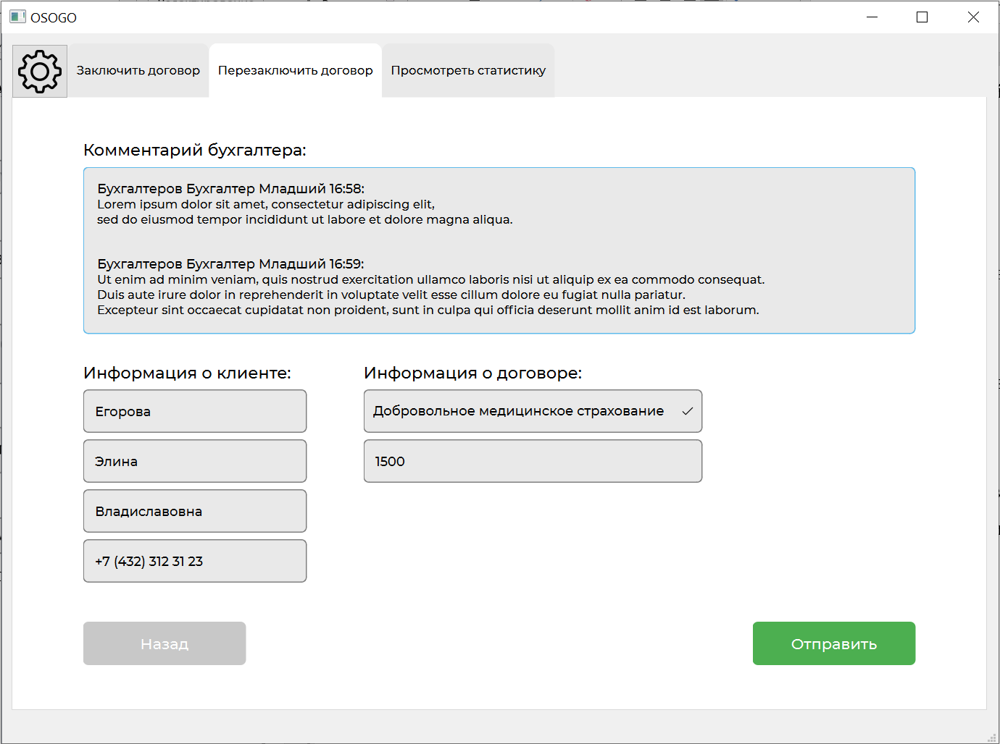 OSOGO
Заключить договор
Перезаключить договор
Просмотреть статистику
Комментарий бухгалтера:
Бухгалтеров Бухгалтер Младший 16:58:
Lorem ipsum dolor sit amet, consectetur adipiscing elit,
sed do eiusmod tempor incididunt ut labore et dolore magna aliqua.
Бухгалтеров Бухгалтер Младший 16:59:
Ut enim ad minim veniam, quis nostrud exercitation ullamco laboris nisi ut aliquip ex ea commodo consequat.
Duis aute irure dolor in reprehenderit in voluptate velit esse cillum dolore eu fugiat nulla pariatur.
Excepteur sint occaecat cupidatat non proident, sunt in culpa qui officia deserunt mollit anim id est laborum.
Информация о клиенте:
Егорова
Элина
Владиславовна
+7 (432) 312 31 23
Информация о договоре:
Добровольное медицинское страхование
1500
Назад
Отправить